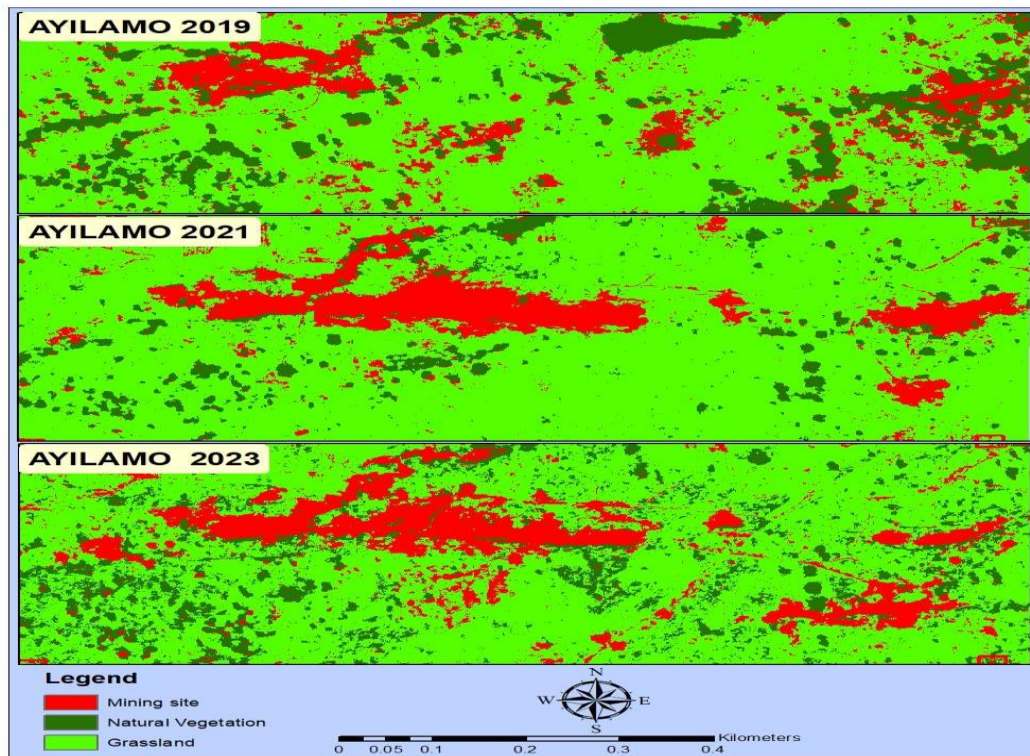 AYILAMO 2019
AYILAMO 2021
AYILAMO 2023
Legend
Mining site
Natural Vegetation
Grassland
N
W E
S
Kilometers
0 0.05 0.1 0.2 0.3 0.4